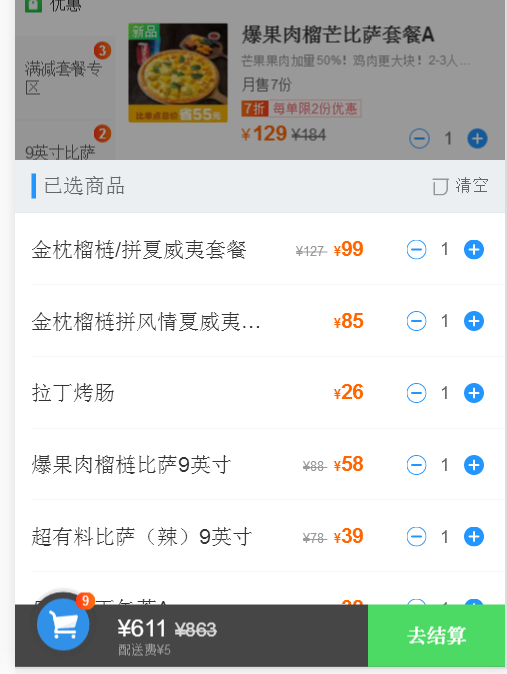 优惠
新品
爆果肉榴芒比萨套餐A
芒果果肉加量50%！鸡肉更大块！2-3人...
满减套餐专区
3
月售7份
7折 每单限2份优惠
比单点总价省55元
¥129 ¥184
1
9英寸比萨
2
已选商品
清空
金枕榴梿/拼夏威夷套餐 ¥127 ¥99 1
金枕榴梿拼风情夏威夷... ¥85 1
拉丁烤肠 ¥26 1
爆果肉榴梿比萨9英寸 ¥88 ¥58 1
超有料比萨（辣）9英寸 ¥78 ¥39 1
9
¥611 ¥863
配送费¥5
去结算